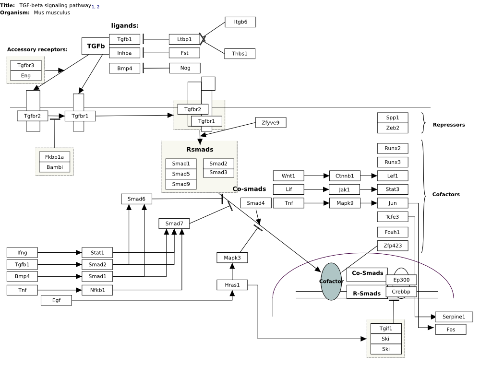 Title: TGF-beta signaling pathway
Organism: Mus musculus
ligands:
Itgb6
Tgfb1
Ltbp1
TGFb
Accessory receptors:
Inhba
Fst
Thbs1
Tgfbr3
Bmp4
Nog
Eng
Tgfbr2
Tgfbr1
Tgfbr2
Tgfbr1
Zfyve9
Spp1
Zeb2
Repressors
Fkbp1a
Bambi
Rsmads
Smad1
Smad2
Smad5
Smad3
Smad9
Runx2
Runx3
Wnt1
Ctnnb1
Lef1
Co-smads
Lif
Jak1
Stat3
Cofactors
Smad6
Smad4
Tnf
Mapk9
Jun
Smad7
Tcfe3
Foxh1
Zfp423
Ifng
Stat1
Tgfb1
Smad2
Mapk3
Bmp4
Smad1
Co-Smads
Tnf
Nfkb1
Hras1
Cofactor
Ep300
R-Smads
Crebbp
Egf
Serpine1
Fos
Tgif1
Ski
Ski